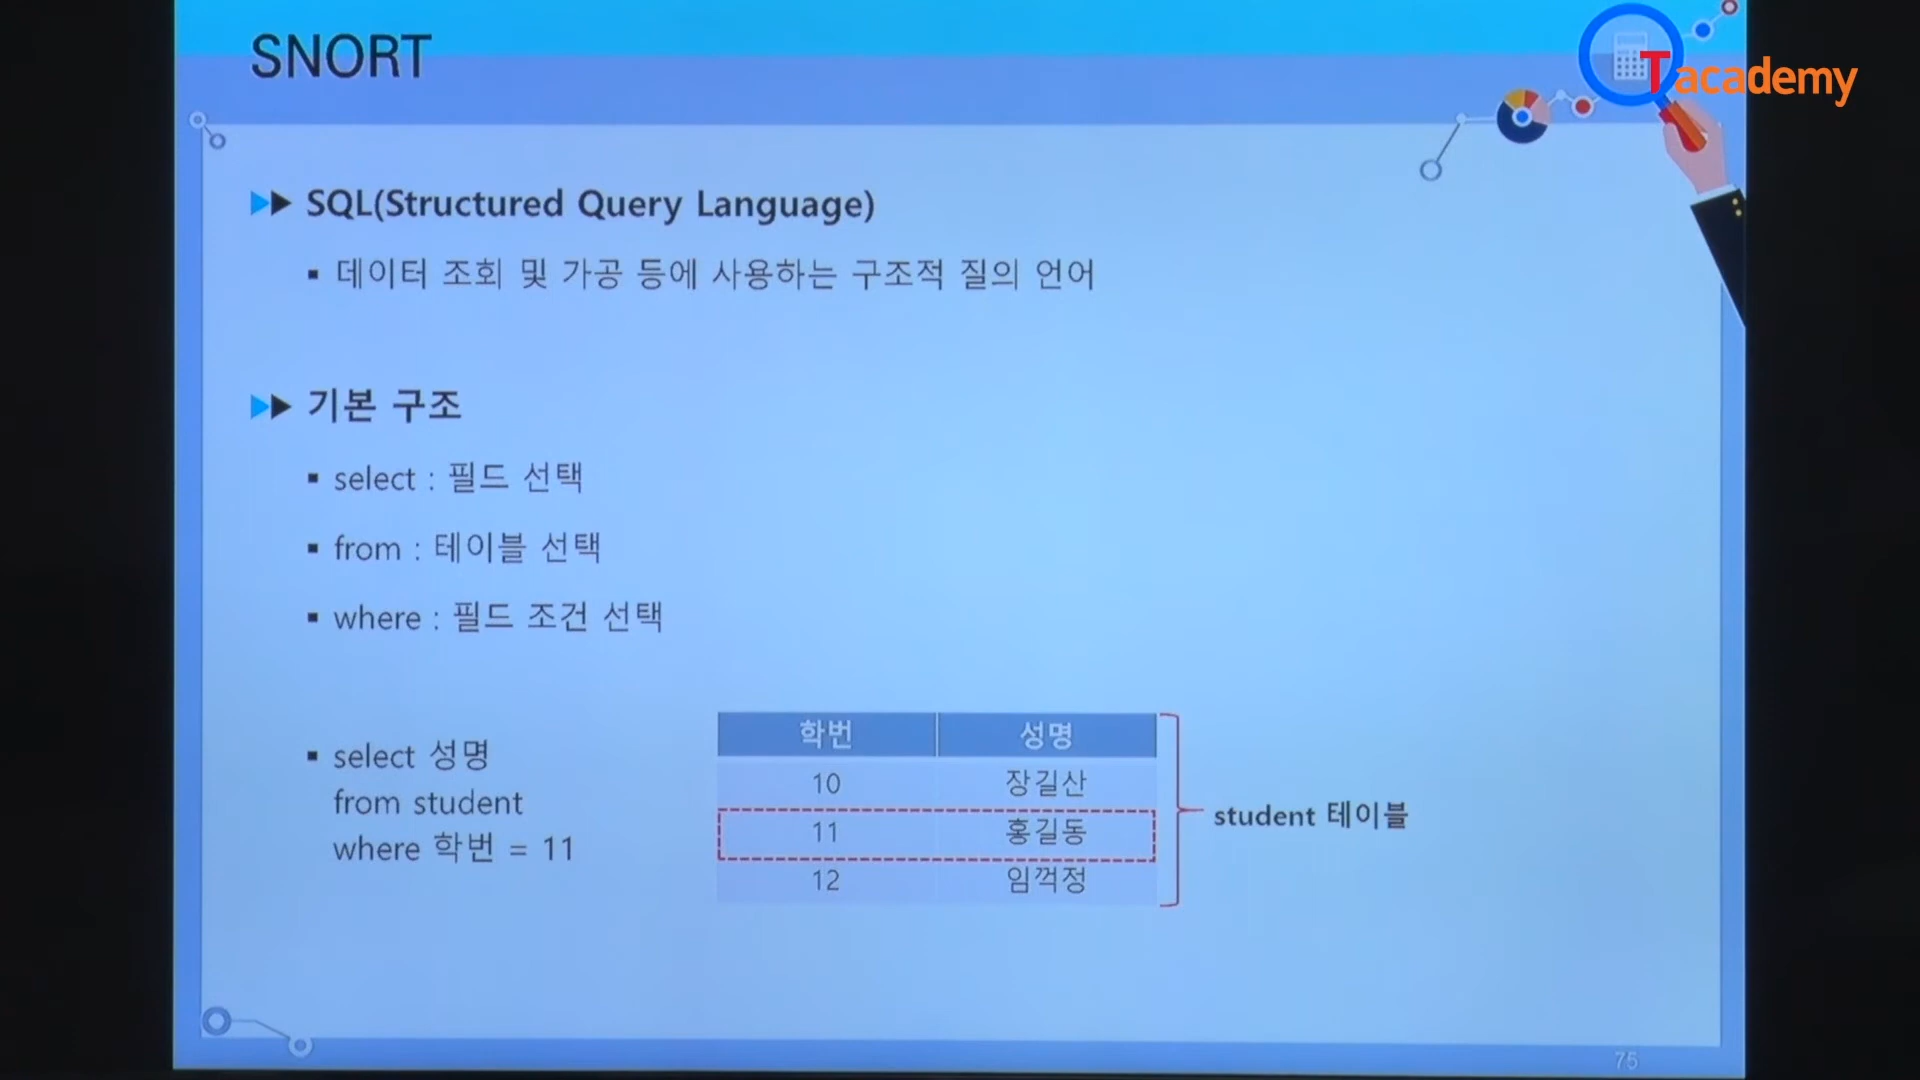 SNORT
Tacademy
SQL(Structured Query Language)
데이터 조회 및 가공 등에 사용하는 구조적 질의 언어
기본 구조
select : 필드 선택
from : 테이블 선택
where : 필드 조건 선택
select 성명
from student
where 학번 = 11
학번 성명
10 장길산
11 홍길동
12 임꺽정
student 테이블
75